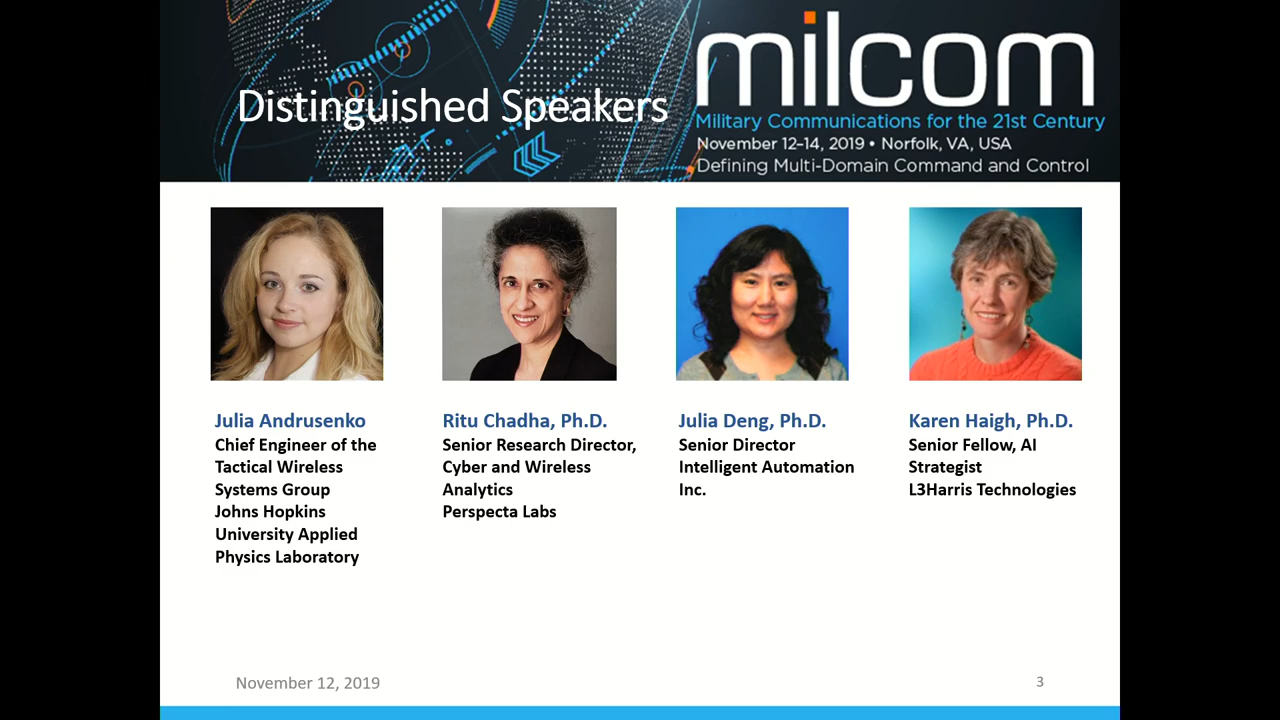 Distinguished Speakers
milcom
Military Communications for the 21st Century
November 12-14, 2019 • Norfolk, VA, USA
Defining Multi-Domain Command and Control
Julia Andrusenko
Chief Engineer of the
Tactical Wireless
Systems Group
Johns Hopkins
University Applied
Physics Laboratory
Ritu Chadha, Ph.D.
Senior Research Director,
Cyber and Wireless
Analytics
Perspecta Labs
Julia Deng, Ph.D.
Senior Director
Intelligent Automation
Inc.
Karen Haigh, Ph.D.
Senior Fellow, AI
Strategist
L3Harris Technologies
November 12, 2019
3